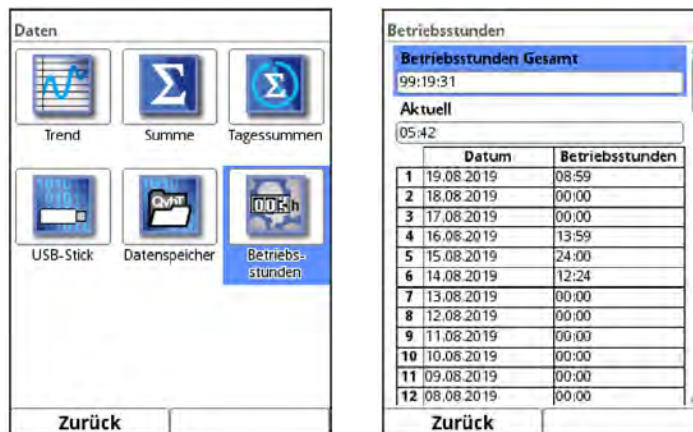 Daten
Trend
Summe
Tagessummen
QvhT
USB-Stick
Datenspeicher
Betriebs-
stunden
Zurück
Betriebsstunden
Betriebsstunden Gesamt
99:19:31
Aktuell
05:42
Datum Betriebsstunden
1 19.08.2019 08:59
2 18.08.2019 00:00
3 17.08.2019 00:00
4 16.08.2019 13:59
5 15.08.2019 24:00
6 14.08.2019 12:24
7 13.08.2019 00:00
8 12.08.2019 00:00
9 11.08.2019 00:00
10 10.08.2019 00:00
11 09.08.2019 00:00
12 08.08.2019 00:00
Zurück